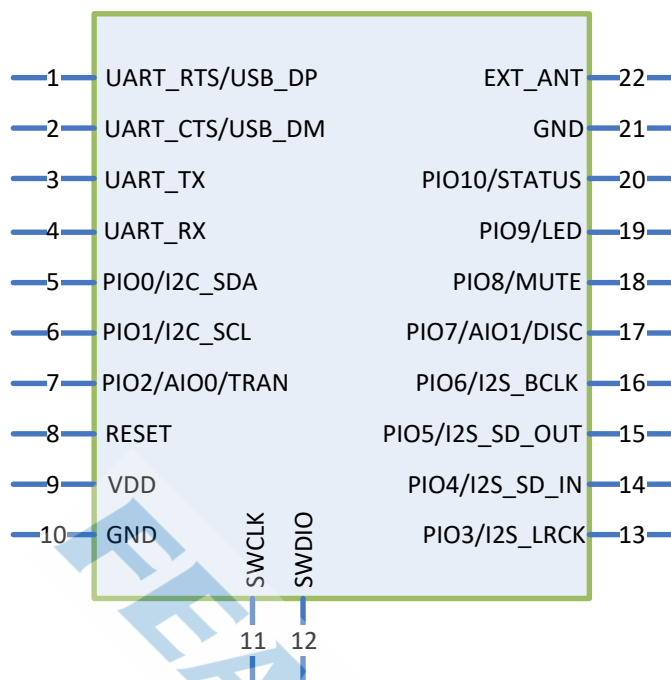 1 UART_RTS/USB_DP EXT_ANT 22
2 UART_CTS/USB_DM GND 21
3 UART_TX PIO10/STATUS 20
4 UART_RX PIO9/LED 19
5 PIO0/I2C_SDA PIO8/MUTE 18
6 PIO1/I2C_SCL PIO7/AIO1/DISC 17
7 PIO2/AIO0/TRAN PIO6/I2S_BCLK 16
8 RESET PIO5/I2S_SD_OUT 15
9 VDD PIO4/I2S_SD_IN 14
10 GND PIO3/I2S_LRCK 13
SWCLK SWDIO
11 12
FEA